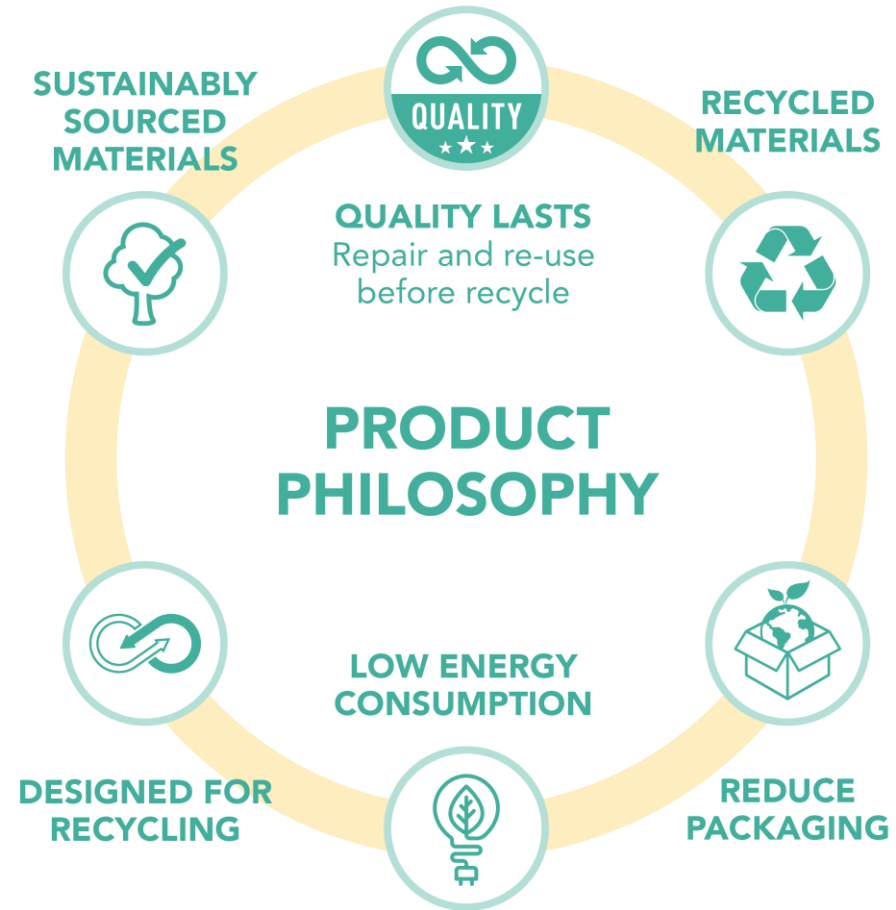 QUALITY
QUALITY LASTS
Repair and re-use
before recycle
RECYCLED
MATERIALS
REDUCE
PACKAGING
LOW ENERGY
CONSUMPTION
DESIGNED FOR
RECYCLING
SUSTAINABLY
SOURCED
MATERIALS
PRODUCT
PHILOSOPHY